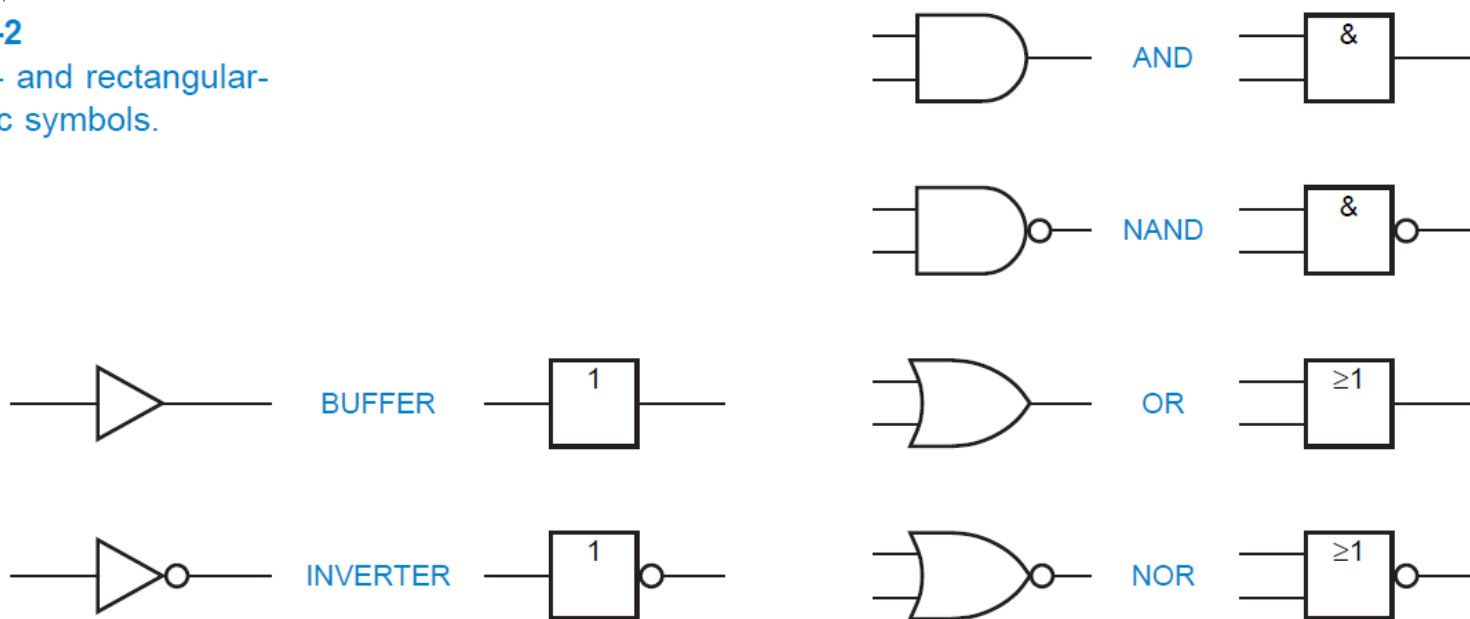 -2
- and rectangular-
c symbols.
AND &
NAND &
BUFFER 1 OR ≥1
INVERTER 1 NOR ≥1